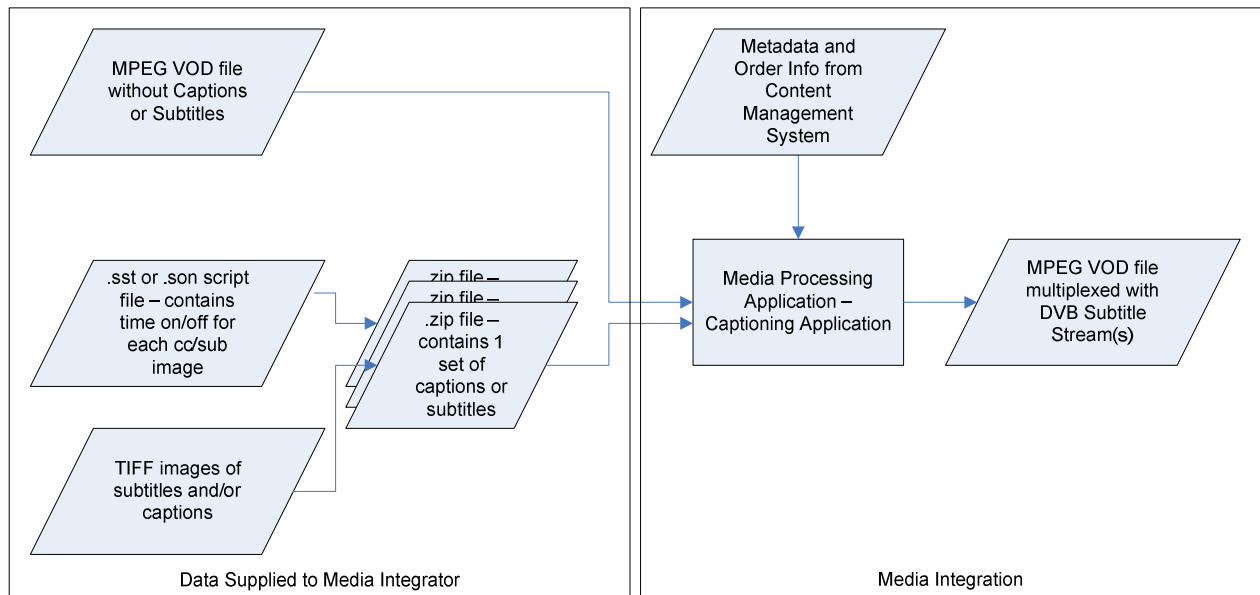 MPEG VOD file
without Captions
or Subtitles
.sst or .son script
file – contains
time on/off for
each cc/sub
image
TIFF images of
subtitles and/or
captions
.zip file –
.zip file –
.zip file –
contains 1
set of
captions or
subtitles
Data Supplied to Media Integrator
Metadata and
Order Info from
Content
Management
System
Media Processing
Application –
Captioning Application
MPEG VOD file
multiplexed with
DVB Subtitle
Stream(s)
Media Integration